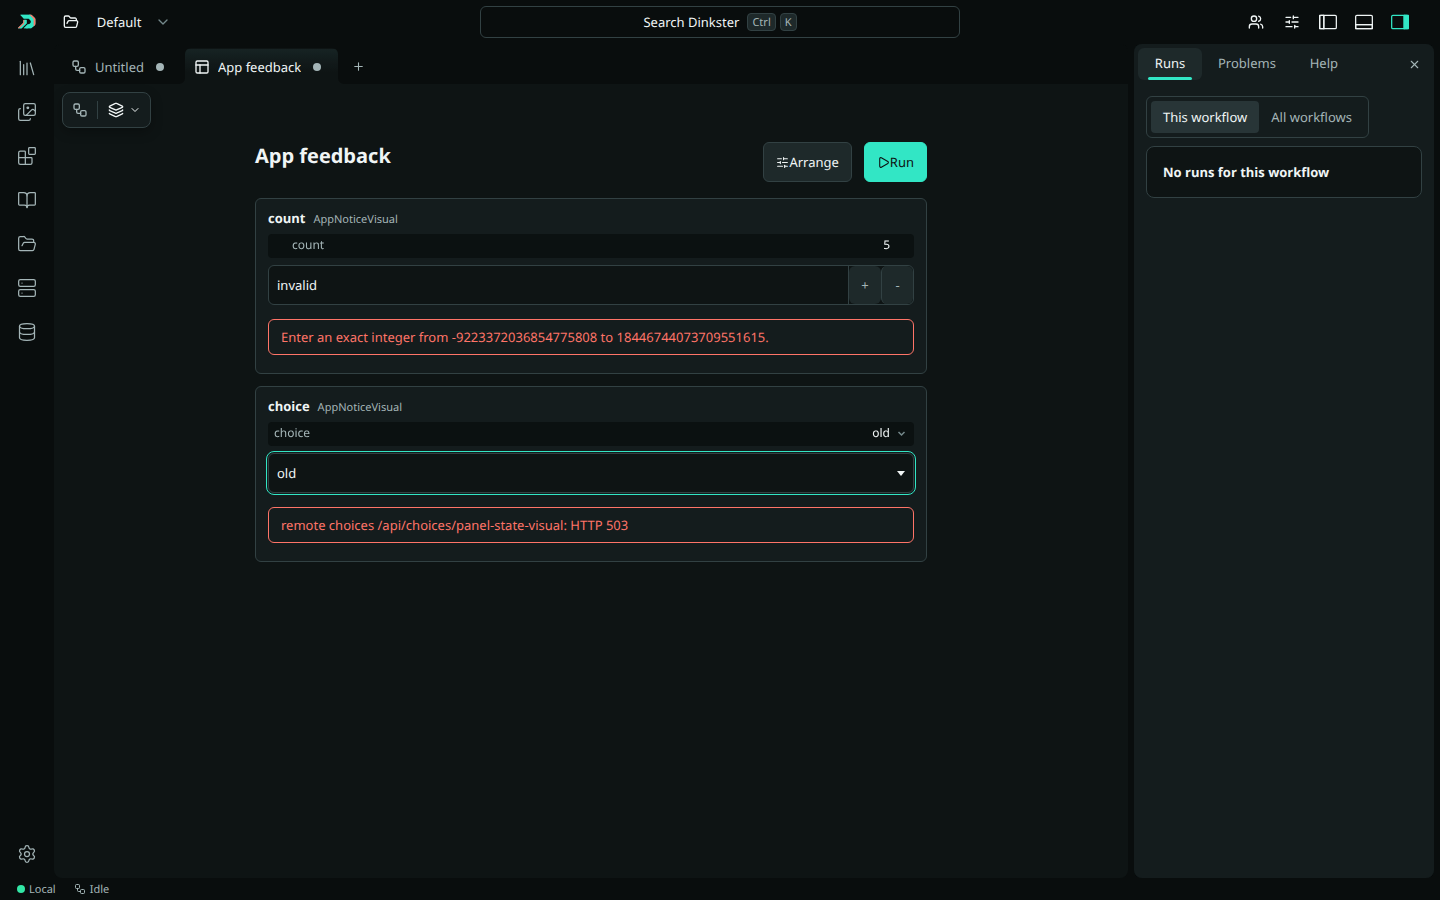 Default
Search Dinkster Ctrl K
Untitled
App feedback
Runs
Problems
Help
This workflow
All workflows
No runs for this workflow
App feedback
Arrange
Run
count AppNoticeVisual
count 5
invalid + -
Enter an exact integer from -9223372036854775808 to 18446744073709551615.
choice AppNoticeVisual
choice old
old
remote choices /api/choices/panel-state-visual: HTTP 503
Local
Idle